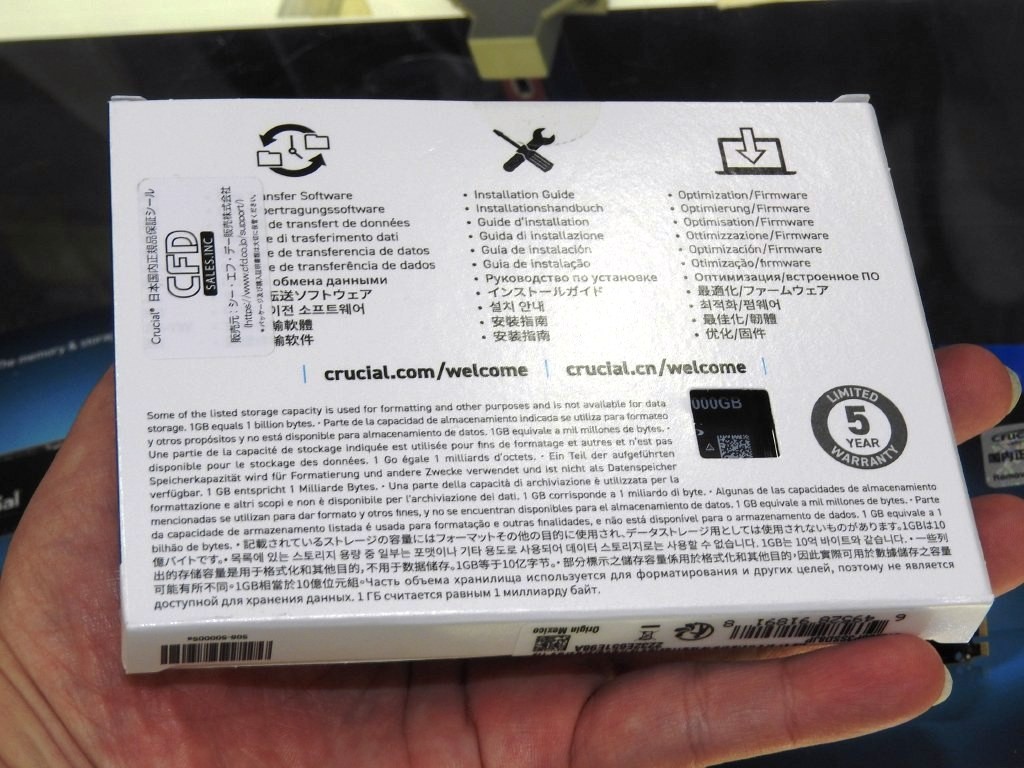 Transfer Software
bertragungssoftware
de transfert de données
e di trasferimento dati
e de transferencia de datos
e de transferência de dados
обмена данными
転送ソフトウェア
이전 소프트웨어
輸軟體
输软件
• Installation Guide
• Installationshandbuch
• Guide d'installation
• Guida di installazione
• Guía de instalación
• Guia de instalação
• Руководство по установке
• インストールガイド
• 설치 안내
• 安裝指南
• 安装指南
• Optimization/Firmware
• Optimierung/Firmware
• Optimisation/Firmware
• Ottimizzazione/Firmware
• Optimización/Firmware
• Otimização/firmware
• Оптимизация/встроенное ПО
• 最適化/ファームウェア
• 최적화/펌웨어
• 最佳化/韌體
• 优化/固件
Crucial® 日本国内正規品保証シール
CFD
SALES.INC
販売元：シー・エフ・デー販売株式会社
(https://www.cfd.co.jp/support/)
crucial.com/welcome
crucial.cn/welcome
Some of the listed storage capacity is used for formatting and other purposes and is not available for data
storage. 1GB equals 1 billion bytes. • Parte de la capacidad de almacenamiento indicada se utiliza para formateo
y otros propósitos y no está disponible para almacenamiento de datos. 1GB equivale a mil millones de bytes. •
Une partie de la capacité de stockage indiquée est utilisée pour fins de formatage et autres et n'est pas
disponible pour le stockage des données. 1 Go égale 1 milliards d'octets. • Ein Teil der aufgeführten
Speicherkapazität wird für Formatierung und andere Zwecke verwendet und ist nicht als Datenspeicher
verfügbar. 1 GB entspricht 1 Milliarde Bytes. • Una parte della capacità di archiviazione è utilizzata per la
formattazione e altri scopi e non è disponibile per l'archiviazione dei dati. 1 GB corrisponde a 1 miliardo di byte. • Algunas de las capacidades de almacenamiento
mencionadas se utilizan para dar formato y otros fines, y no se encuentran disponibles para el almacenamiento de datos. 1 GB equivale a mil millones de bytes. • Parte
da capacidade de armazenamento listada é usada para formatação e outras finalidades, e não está disponível para o armazenamento de dados. 1 GB equivale a 1
bilhão de bytes. • 記載されているストレージの容量にはフォーマットその他の目的に使用され、データストレージ用としては使用されないものがあります。1GBは10
億バイトです。• 목록에 있는 스토리지 용량 중 일부는 포맷이나 기타 용도로 사용되어 데이터 스토리지로는 사용할 수 없습니다. 1GB는 10억 바이트와 같습니다. • 一些列
出的存储容量是用于格式化和其他目的，不用于数据储存。1GB等于10亿字节。• 部分標示之儲存容量係用於格式化和其他目的，因此實際可用於數據儲存之容量
可能有所不同。1GB相當於10億位元組。•Часть объема хранилища используется для форматирования и других целей, поэтому не является
доступной для хранения данных. 1 ГБ считается равным 1 миллиарду байт.
000GB
LIMITED
5
YEAR
WARRANTY
Origin Mexico